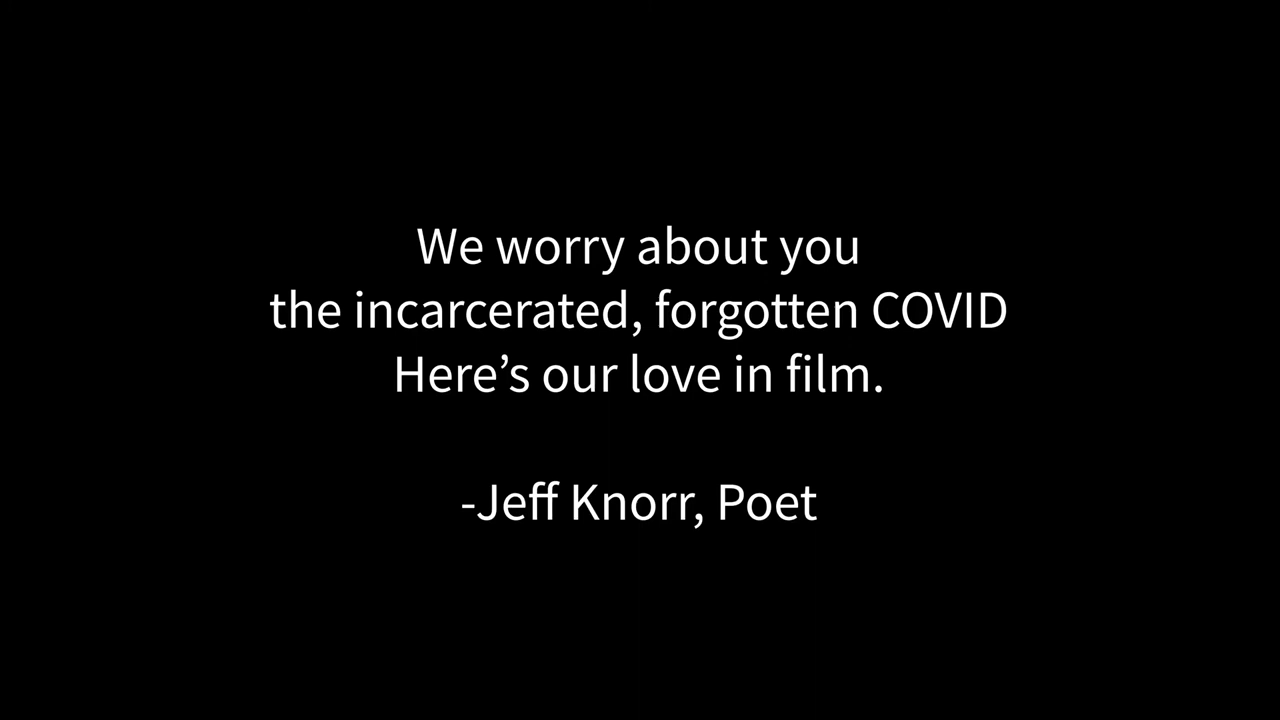 We worry about you
the incarcerated, forgotten COVID
Here’s our love in film.
-Jeff Knorr, Poet